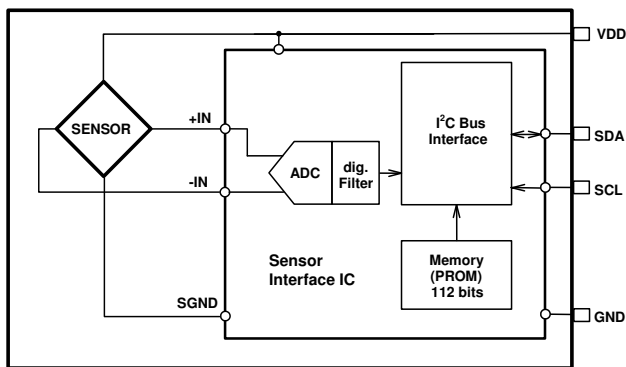 VDD
SENSOR
+IN
-IN
ADC
dig.
Filter
I²C Bus
Interface
SDA
SCL
Sensor
Interface IC
Memory
(PROM)
112 bits
SGND
GND